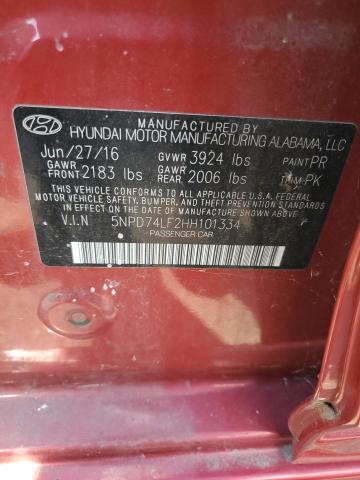 MANUFACTURED BY
HYUNDAI MOTOR MANUFACTURING ALABAMA, LLC
Jun/27/16 GVWR 3924 lbs PAINT PR
GAWR FRONT 2183 lbs GAWR REAR 2006 lbs TRIM PK
THIS VEHICLE CONFORMS TO ALL APPLICABLE U.S.A. FEDERAL
MOTOR VEHICLE SAFETY, BUMPER, AND THEFT PREVENTION
STANDARDS IN EFFECT ON THE DATE OF MANUFACTURE SHOWN ABOVE.
V.I.N 5NPD74LF2HH101334
PASSENGER CAR